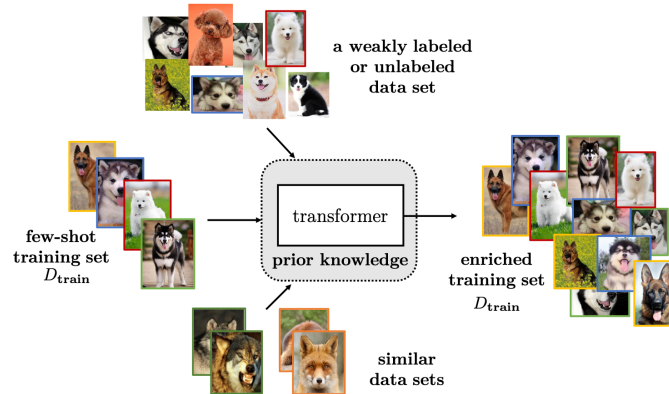 a weakly labeled
or unlabeled
data set
few-shot
training set
D_train
transformer
prior knowledge
enriched
training set
D_train
similar
data sets